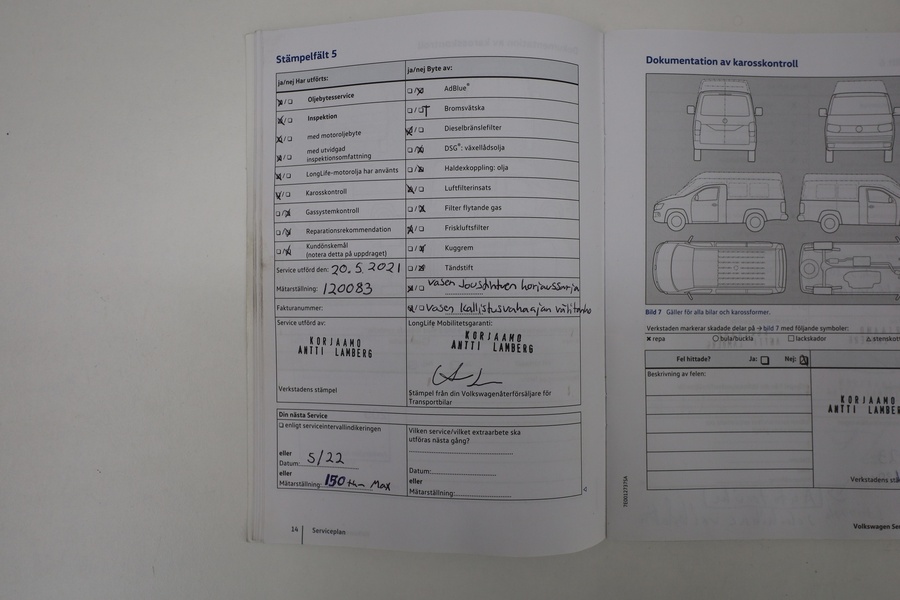 Stämpelfält 5
ja/nej Har utförts:
Oljebytesservice
Inspektion
med motoroljebyte
med utvidgad
inspektionsomfattning
LongLife-motorolja har använts
Karosskontroll
Gassystemkontroll
Reparationsrekommendation
Kundönskemål
(notera detta på uppdraget)
Service utförd den: 20.5.2021
Mätarställning: 120083
Fakturanummer:
Service utförd av:
KORJAAMO
ANTTI LAMBERG
Verkstadens stämpel
ja/nej Byte av:
AdBlue®
Bromsvätska
Dieselbränslefilter
DSG®: växellådsolja
Haldexkoppling: olja
Luftfilterinsats
Filter flytande gas
Friskluftsfilter
Kuggrem
Tändstift
vasen korjaussarja
vasen
LongLife Mobilitetsgaranti:
KORJAAMO
ANTTI LAMBERG
Stämpel från din Volkswagenåterförsäljare för
Transportbilar
Din nästa Service
enligt serviceintervallindikeringen
eller
Datum: 5/22
eller
Mätarställning: 150 tkm Max
Vilken service/vilket extraarbete ska
utföras nästa gång?
Datum:
eller
Mätarställning:
14 Serviceplan
Dokumentation av karosskontroll
Bild 7 Gäller för alla bilar och karossformer.
Verkstaden markerar skadade delar på → bild 7 med följande symboler:
repa bula/buckla lackskador stenskott
Fel hittade? Ja: Nej:
Beskrivning av felen:
KORJAAMO
ANTTI LAMBERG
Verkstadens
Volkswagen